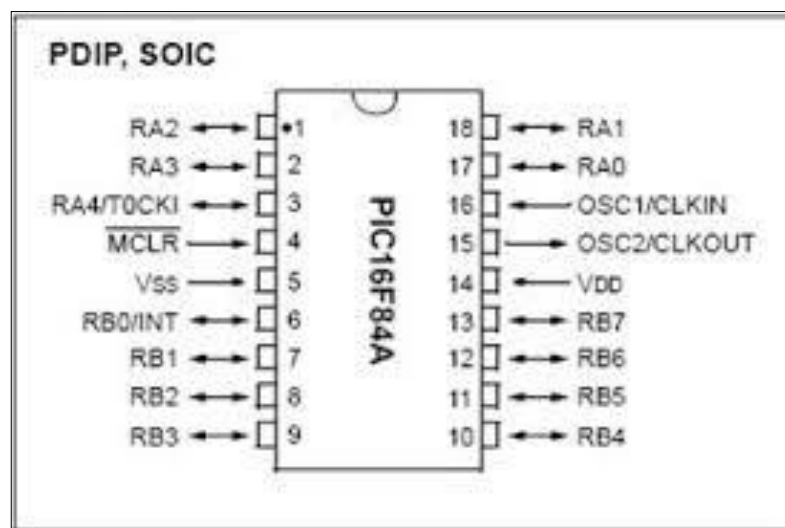 PDIP, SOIC
RA2 •1 18 RA1
RA3 2 17 RA0
RA4/T0CKI 3 16 OSC1/CLKIN
MCLR 4 15 OSC2/CLKOUT
VSS 5 14 VDD
RB0/INT 6 13 RB7
RB1 7 12 RB6
RB2 8 11 RB5
RB3 9 10 RB4
PIC16F84A